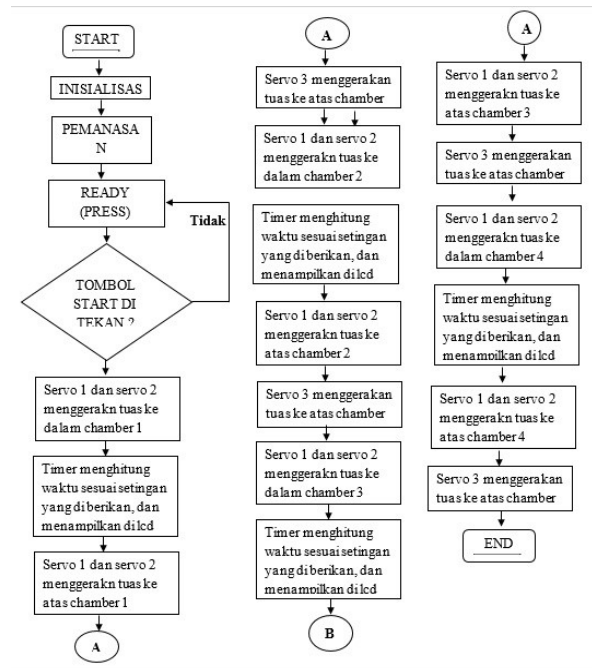 START
INISIALISAS
PEMANASA
N
READY
(PRESS)
Tidak
TOMBOL
START DI
TEKAN ?
Servo 1 dan servo 2
menggerakn tuas ke
dalam chamber 1
Timer menghitung
waktu sesuai setingan
yang di berikan, dan
menampilkan di lcd
Servo 1 dan servo 2
menggerakn tuas ke
atas chamber 1
A
A
Servo 3 menggerakan
tuas ke atas chamber
Servo 1 dan servo 2
menggerakn tuas ke
dalam chamber 2
Timer menghitung
waktu sesuai setingan
yang di berikan, dan
menampilkan di lcd
Servo 1 dan servo 2
menggerakn tuas ke
atas chamber 2
Servo 3 menggerakan
tuas ke atas chamber
Servo 1 dan servo 2
menggerakn tuas ke
dalam chamber 3
Timer menghitung
waktu sesuai setingan
yang di berikan, dan
menampilkan di lcd
B
A
Servo 1 dan servo 2
menggerakn tuas ke
atas chamber 3
Servo 3 menggerakan
tuas ke atas chamber
Servo 1 dan servo 2
menggerakn tuas ke
dalam chamber 4
Timer menghitung
waktu sesuai setingan
yang di berikan, dan
menampilkan di lcd
Servo 1 dan servo 2
menggerakn tuas ke
atas chamber 4
Servo 3 menggerakan
tuas ke atas chamber
END